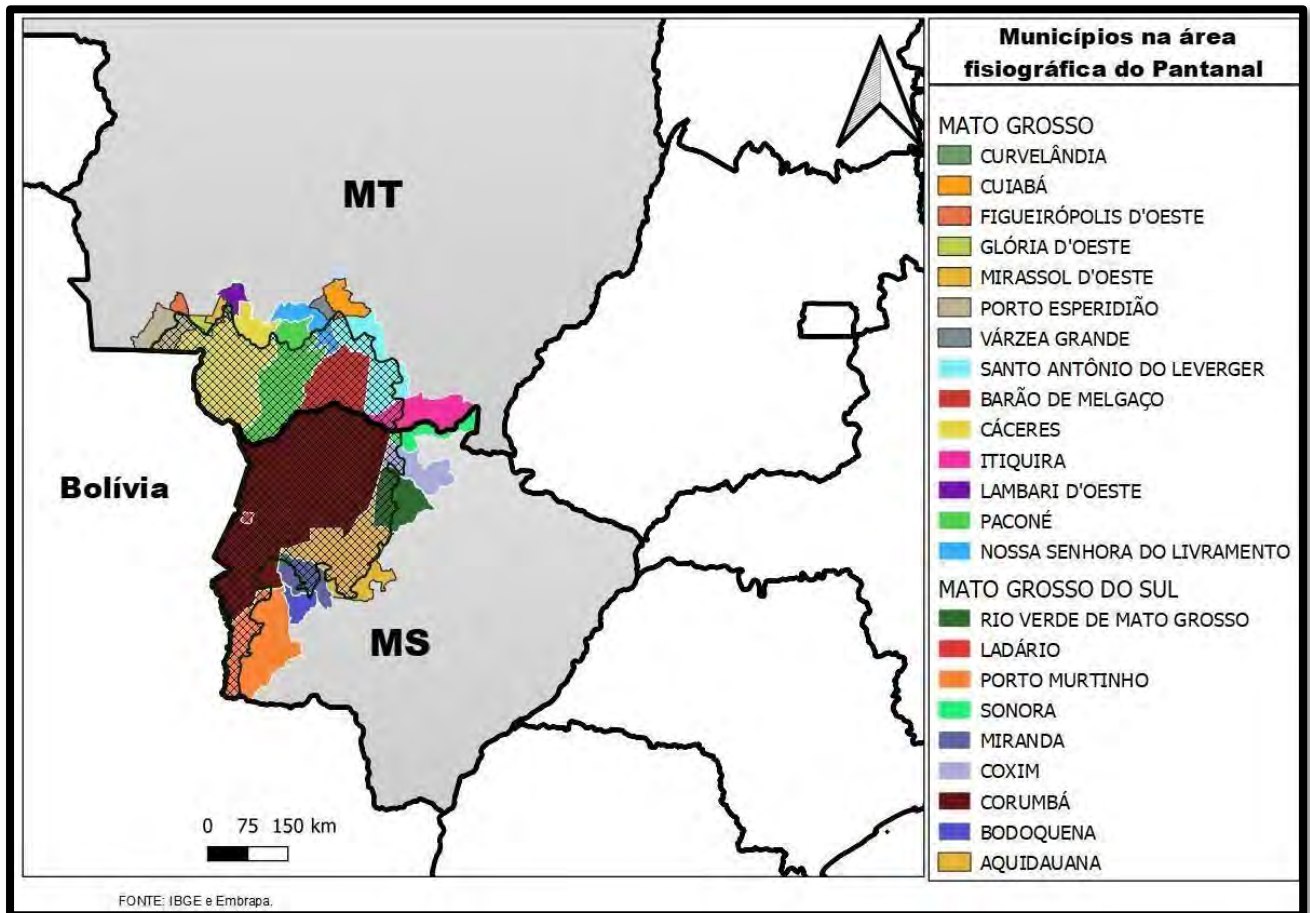 Municípios na área
fisiográfica do Pantanal
MATO GROSSO
CURVELÂNDIA
CUIABÁ
FIGUEIRÓPOLIS D'OESTE
GLÓRIA D'OESTE
MIRASSOL D'OESTE
PORTO ESPERIDIÃO
VÁRZEA GRANDE
SANTO ANTÔNIO DO LEVERGER
BARÃO DE MELGAÇO
CÁCERES
ITIQUIRA
LAMBARI D'OESTE
PACONÉ
NOSSA SENHORA DO LIVRAMENTO
MATO GROSSO DO SUL
RIO VERDE DE MATO GROSSO
LADÁRIO
PORTO MURTINHO
SONORA
MIRANDA
COXIM
CORUMBÁ
BODOQUENA
AQUIDAUANA
MT
Bolívia
MS
0 75 150 km
FONTE: IBGE e Embrapa.